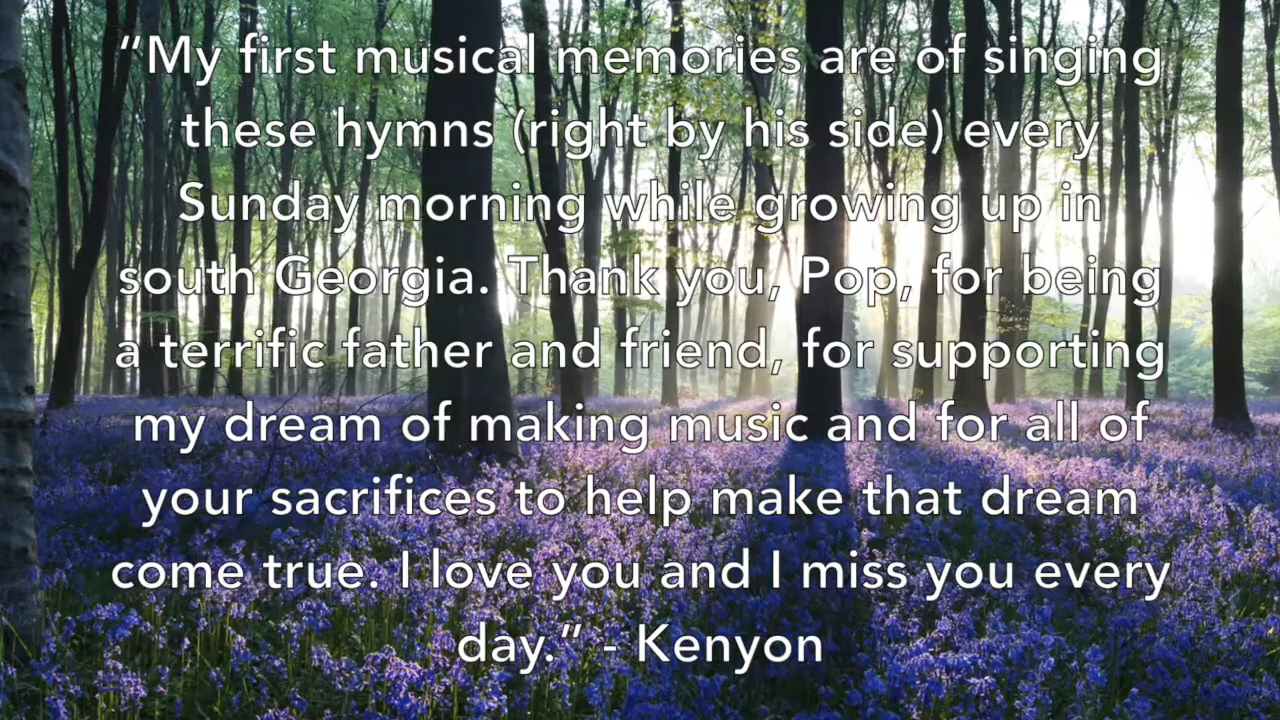 “My first musical memories are of singing
these hymns (right by his side) every
Sunday morning while growing up in
south Georgia. Thank you, Pop, for being
a terrific father and friend, for supporting
my dream of making music and for all of
your sacrifices to help make that dream
come true. I love you and I miss you every
day.” - Kenyon